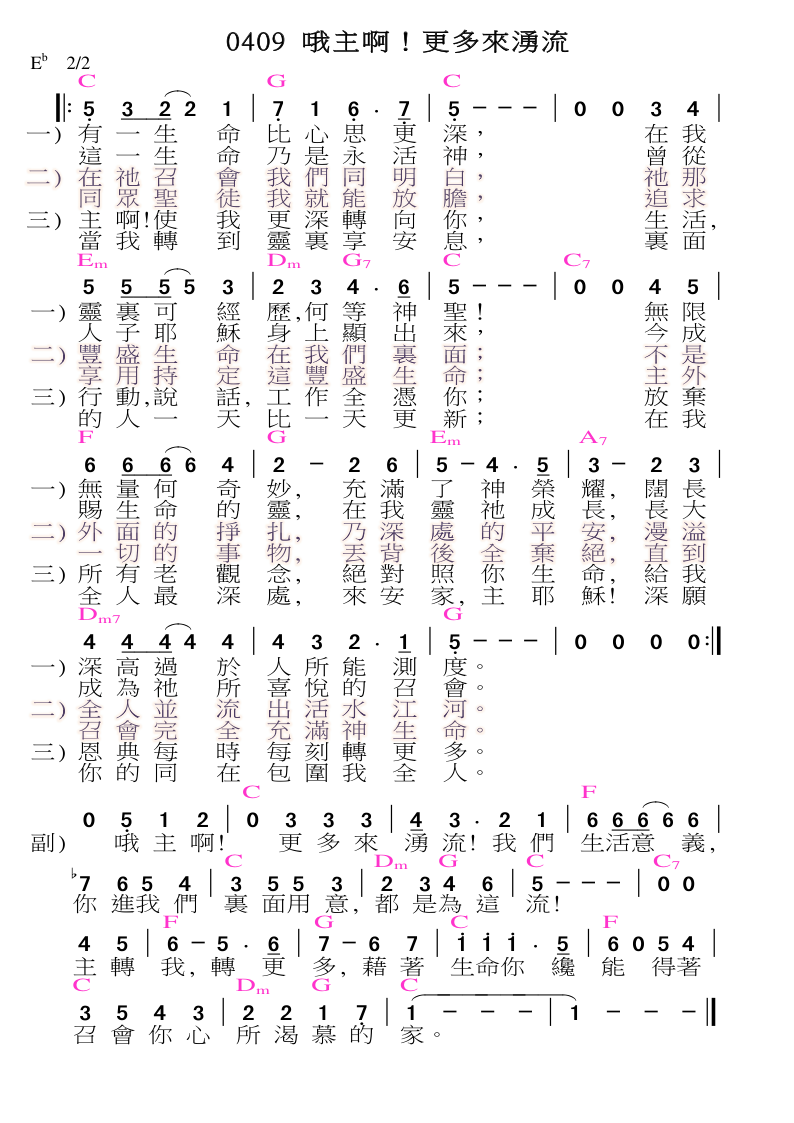 0409 哦主啊！更多來湧流
E♭ 2/2
C G C
5 3 2 2 1 | 7 1 6 . 7 | 5 – – – | 0 0 3 4 |
一) 有 一 生 命 比 心 思 更 深， 在 我
這 一 生 命 乃 是 永 活 神， 曾 從
二) 在 祂 召 會 我 們 同 明 白， 祂 那
同 眾 聖 徒 我 就 能 放 膽， 追 求
三) 主 啊! 使 我 更 深 轉 向 你， 生 活,
當 我 轉 到 靈 裏 享 安 息， 裏 面
Em Dm G7 C C7
5 5 5 5 3 | 2 3 4 . 6 | 5 – – – | 0 0 4 5 |
一) 靈 裏 可 經 歷, 何 等 神 聖! 無 限
人 子 耶 穌 身 上 顯 出 來， 今 成
二) 豐 盛 生 命 在 我 們 裏 面； 不 是
享 用 持 定 這 豐 盛 生 命； 主 外
三) 行 動, 說 話, 工 作 全 憑 你； 放 棄
的 人 一 天 比 一 天 更 新； 在 我
F G Em A7
6 6 6 6 4 | 2 – 2 6 | 5 – 4 . 5 | 3 – 2 3 |
一) 無 量 何 奇 妙, 充 滿 了 神 榮 耀, 闊 長
賜 生 命 的 靈, 在 我 靈 祂 成 長, 長 大
二) 外 面 的 掙 扎, 乃 深 處 的 平 安, 漫 溢
一 切 的 事 物, 丟 背 後 全 棄 絕, 直 到
三) 所 有 老 觀 念, 絕 對 照 你 生 命, 給 我
全 人 最 深 處, 來 安 家, 主 耶 穌! 深 願
Dm7 G
4 4 4 4 4 | 4 3 2 . 1 | 5 – – – | 0 0 0 0 :||
一) 深 高 過 於 人 所 能 測 度。
成 為 祂 所 喜 悅 的 召 會。
二) 全 人 並 流 出 活 水 江 河。
召 會 完 全 充 滿 神 生 命。
三) 恩 典 每 時 每 刻 轉 更 多。
你 的 同 在 包 圍 我 全 人。
C F
0 5 1 2 | 0 3 3 3 | 4 3 . 2 1 | 6 6 6 6 6 |
副) 哦 主 啊! 更 多 來 湧 流! 我 們 生 活 意 義,
C Dm G C C7
♭7 6 5 4 | 3 5 5 3 | 2 3 4 6 | 5 – – – | 0 0
你 進 我 們 裏 面 用 意, 都 是 為 這 流!
F G C F
4 5 | 6 – 5 . 6 | 7 – 6 7 | 1 1 1 . 5 | 6 0 5 4 |
主 轉 我, 轉 更 多, 藉 著 生 命 你 纔 能 得 著
C Dm G C
3 5 4 3 | 2 2 1 7 | 1 – – – | 1 – – – ||
召 會 你 心 所 渴 慕 的 家。